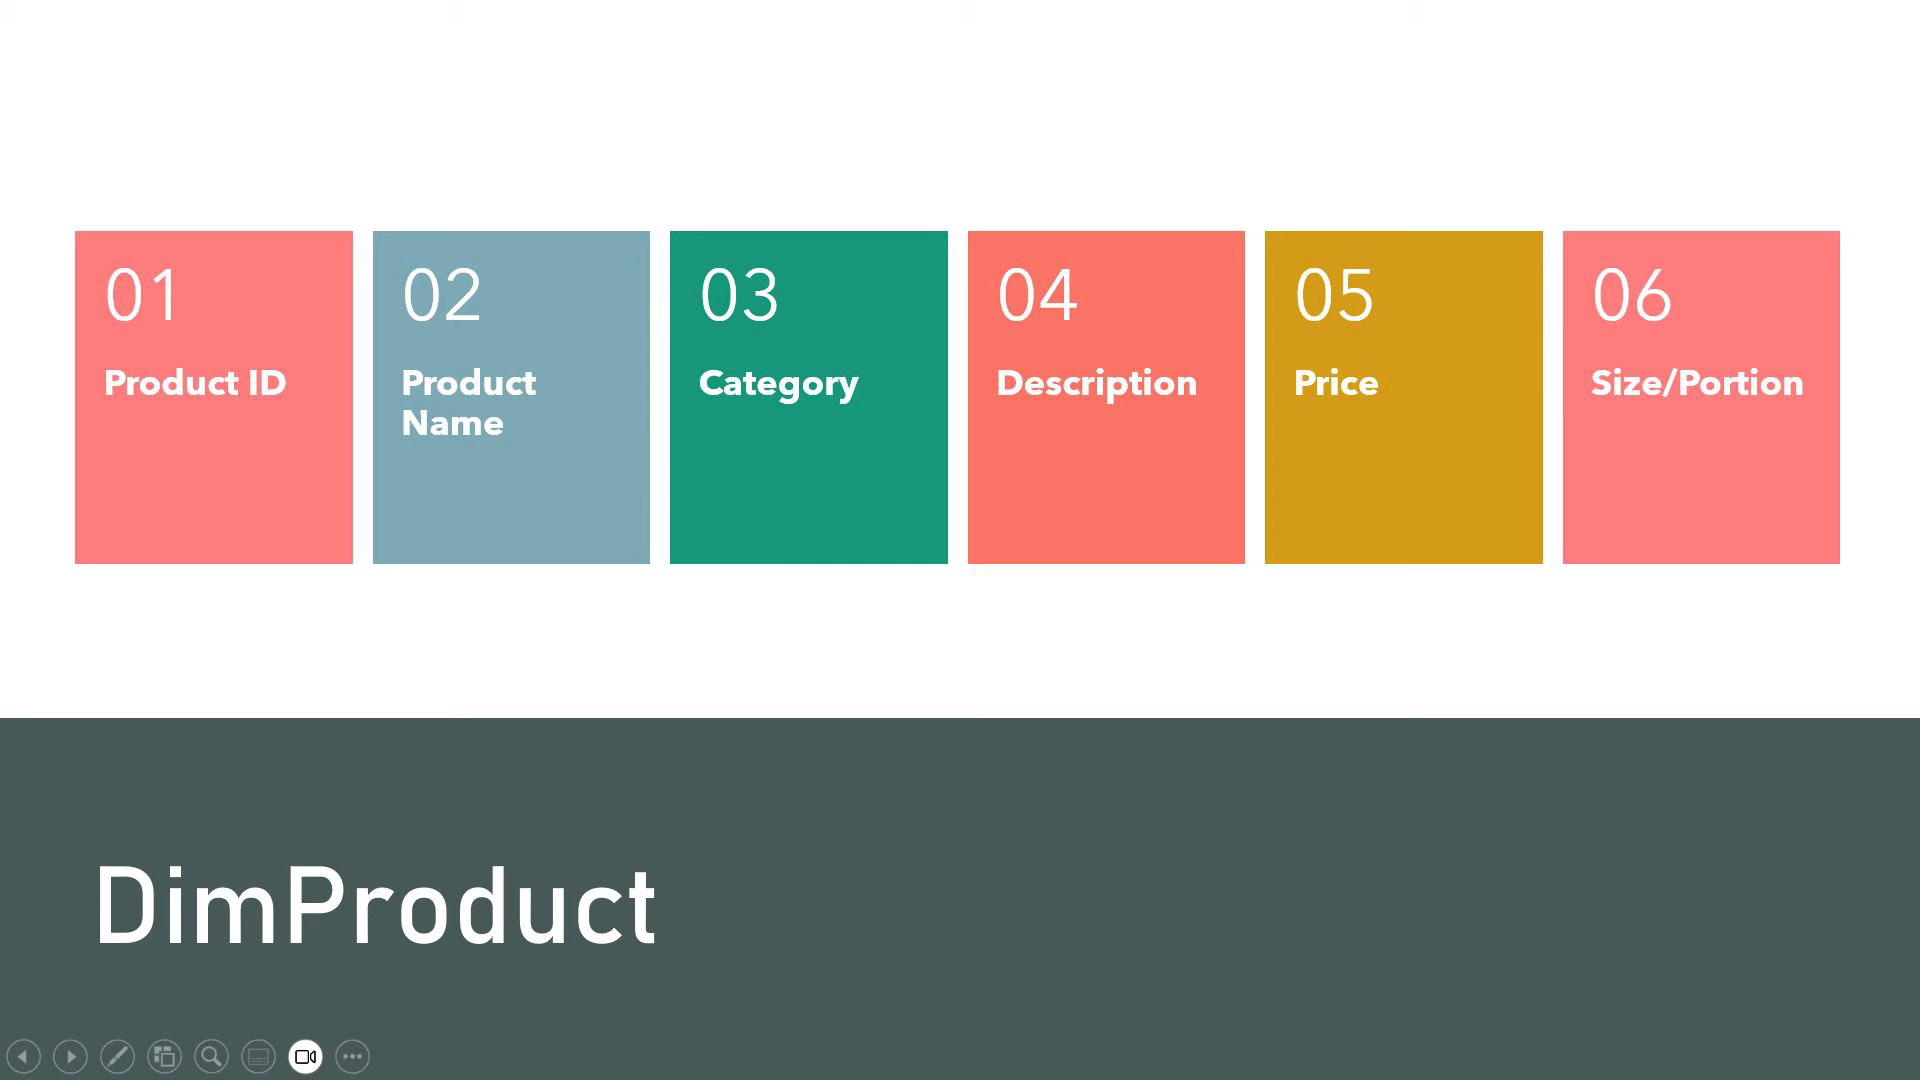 01
Product ID
02
Product
Name
03
Category
04
Description
05
Price
06
Size/Portion
DimProduct